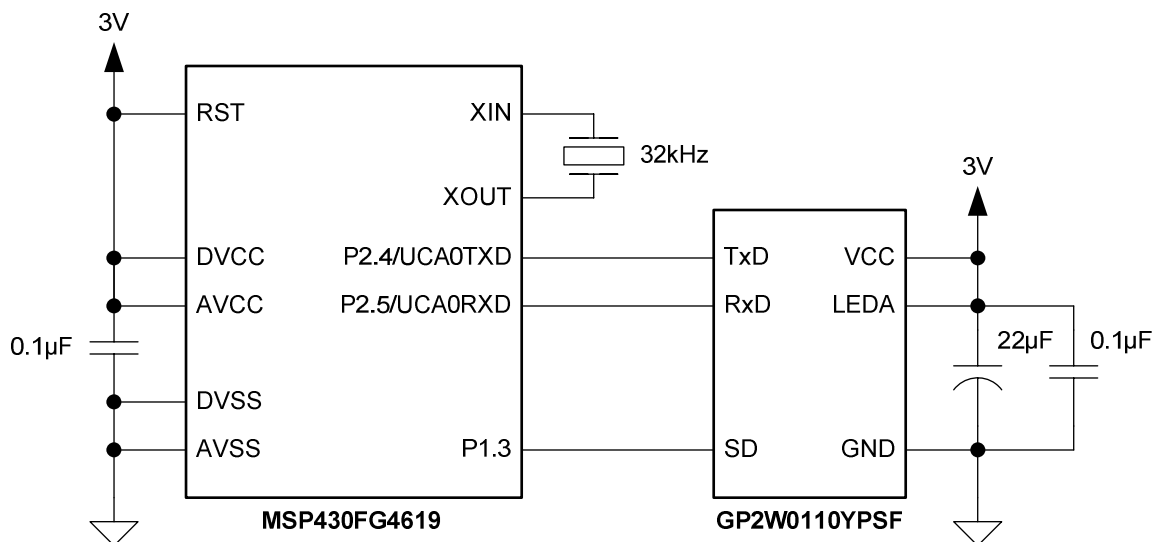 3V
RST
XIN
32kHz
XOUT
3V
DVCC
P2.4/UCA0TXD
TxD
VCC
AVCC
P2.5/UCA0RXD
RxD
LEDA
0.1µF
22µF
0.1µF
DVSS
AVSS
P1.3
SD
GND
MSP430FG4619
GP2W0110YPSF